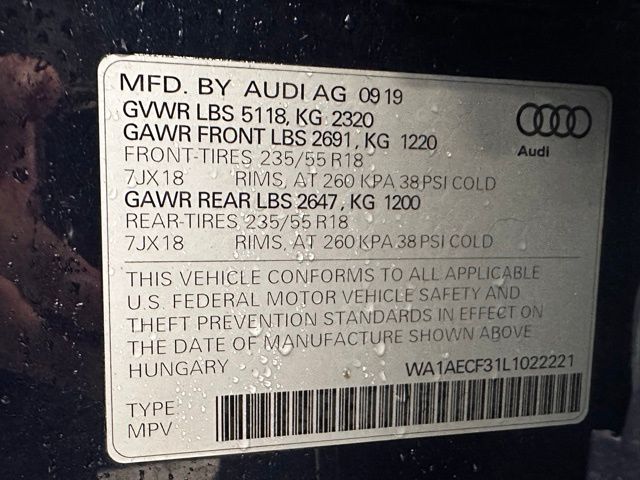 MFD. BY AUDI AG 0919
GVWR LBS 5118, KG 2320
GAWR FRONT LBS 2691, KG 1220
FRONT-TIRES 235/55 R18
7JX18 RIMS, AT 260 KPA 38 PSI COLD
GAWR REAR LBS 2647, KG 1200
REAR-TIRES 235/55 R18
7JX18 RIMS, AT 260 KPA 38 PSI COLD
Audi
THIS VEHICLE CONFORMS TO ALL APPLICABLE
U.S. FEDERAL MOTOR VEHICLE SAFETY AND
THEFT PREVENTION STANDARDS IN EFFECT ON
THE DATE OF MANUFACTURE SHOWN ABOVE
HUNGARY WA1AECF31L1022221
TYPE
MPV